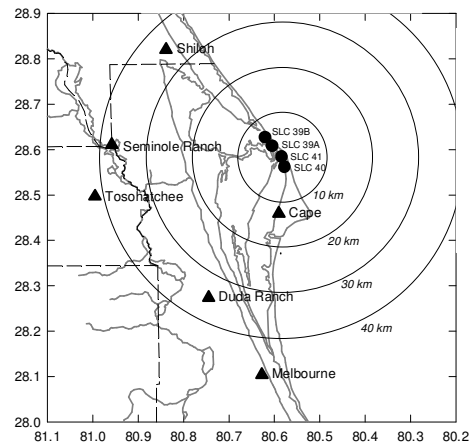 28.9
28.8
28.7
28.6
28.5
28.4
28.3
28.2
28.1
28.0
Shiloh
SLC 39B
SLC 39A
Seminole Ranch
SLC 41
SLC 40
Tosohatchee
10 km
Cape
20 km
30 km
Duda Ranch
40 km
Melbourne
81.1 81.0 80.9 80.8 80.7 80.6 80.5 80.4 80.3 80.2